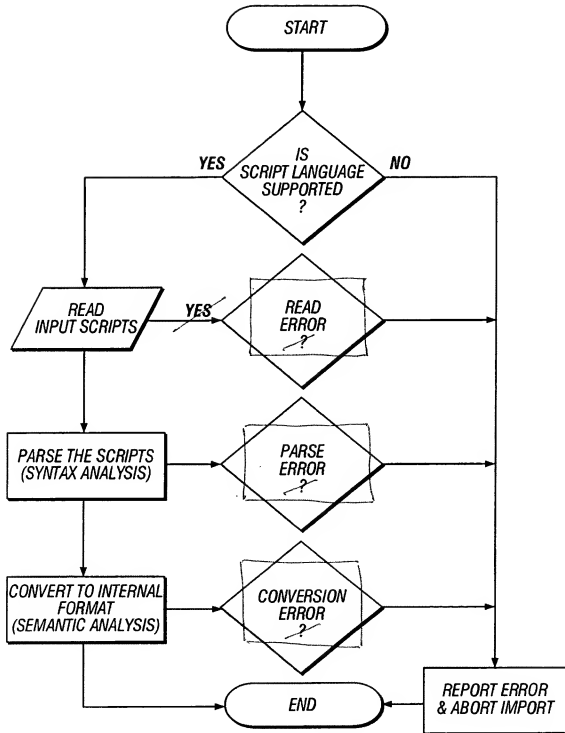 START
IS
SCRIPT LANGUAGE
SUPPORTED
?
YES
NO
READ
INPUT SCRIPTS
YES
READ
ERROR
?
PARSE THE SCRIPTS
(SYNTAX ANALYSIS)
PARSE
ERROR
?
CONVERT TO INTERNAL
FORMAT
(SEMANTIC ANALYSIS)
CONVERSION
ERROR
?
END
REPORT ERROR
& ABORT IMPORT